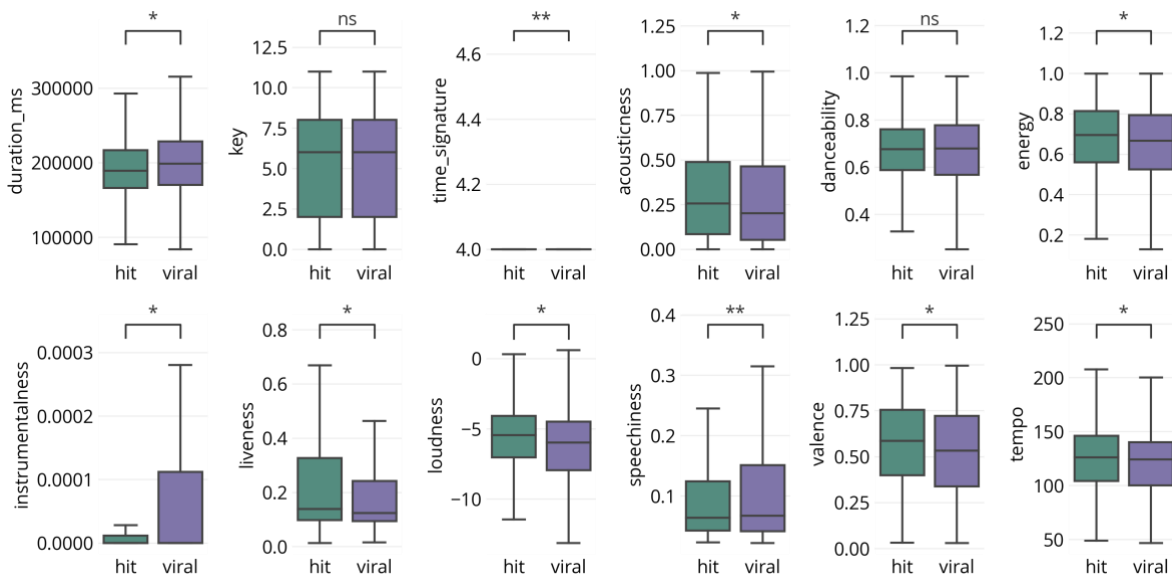 *
duration_ms
300000
200000
100000
hit viral
ns
key
12.5
10.0
7.5
5.0
2.5
0.0
hit viral
**
time_signature
4.6
4.4
4.2
4.0
hit viral
*
acousticness
1.25
1.00
0.75
0.50
0.25
0.00
hit viral
ns
danceability
1.2
1.0
0.8
0.6
0.4
hit viral
*
energy
1.2
1.0
0.8
0.6
0.4
0.2
hit viral
*
instrumentalness
0.0003
0.0002
0.0001
0.0000
hit viral
*
liveness
0.8
0.6
0.4
0.2
0.0
hit viral
*
loudness
0
−5
−10
hit viral
**
speechiness
0.4
0.3
0.2
0.1
hit viral
*
valence
1.25
1.00
0.75
0.50
0.25
0.00
hit viral
*
tempo
250
200
150
100
50
hit viral